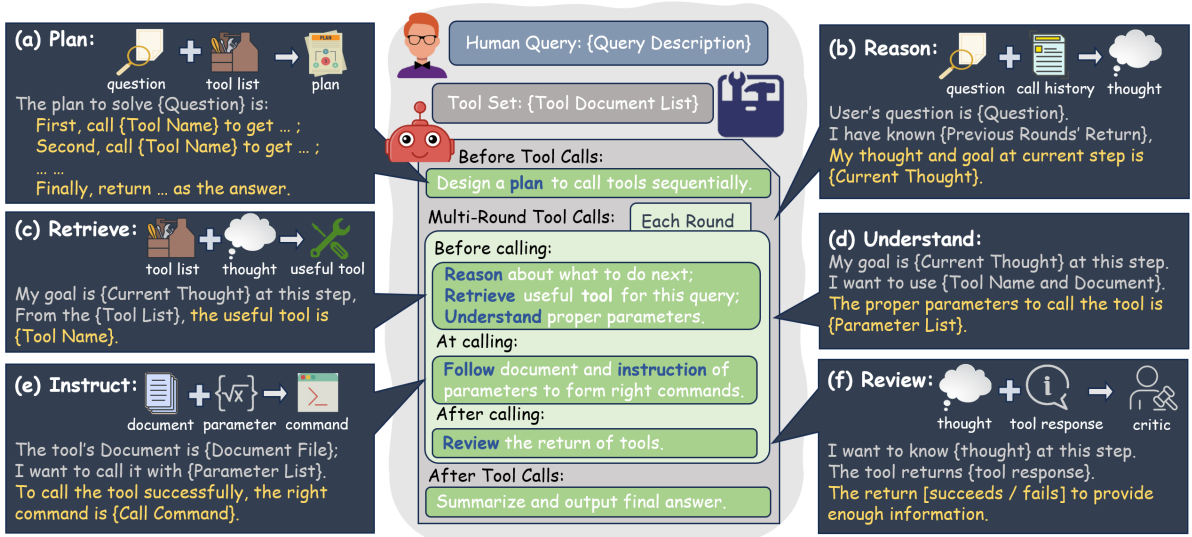 (a) Plan:
question
tool list
plan
PLAN
The plan to solve {Question} is:
First, call {Tool Name} to get ... ;
Second, call {Tool Name} to get ... ;
... ...
Finally, return ... as the answer.
(c) Retrieve:
tool list
thought
useful tool
My goal is {Current Thought} at this step,
From the {Tool List}, the useful tool is
{Tool Name}.
(e) Instruct:
{√x}
document
parameter
command
The tool's Document is {Document File};
I want to call it with {Parameter List}.
To call the tool successfully, the right
command is {Call Command}.
Human Query: {Query Description}
Tool Set: {Tool Document List}
Before Tool Calls:
Design a plan to call tools sequentially.
Multi-Round Tool Calls:
Each Round
Before calling:
Reason about what to do next;
Retrieve useful tool for this query;
Understand proper parameters.
At calling:
Follow document and instruction of
parameters to form right commands.
After calling:
Review the return of tools.
After Tool Calls:
Summarize and output final answer.
(b) Reason:
question
call history
thought
User's question is {Question}.
I have known {Previous Rounds' Return},
My thought and goal at current step is
{Current Thought}.
(d) Understand:
My goal is {Current Thought} at this step.
I want to use {Tool Name and Document}.
The proper parameters to call the tool is
{Parameter List}.
(f) Review:
thought
tool response
critic
I want to know {thought} at this step.
The tool returns {tool response}.
The return [succeeds / fails] to provide
enough information.